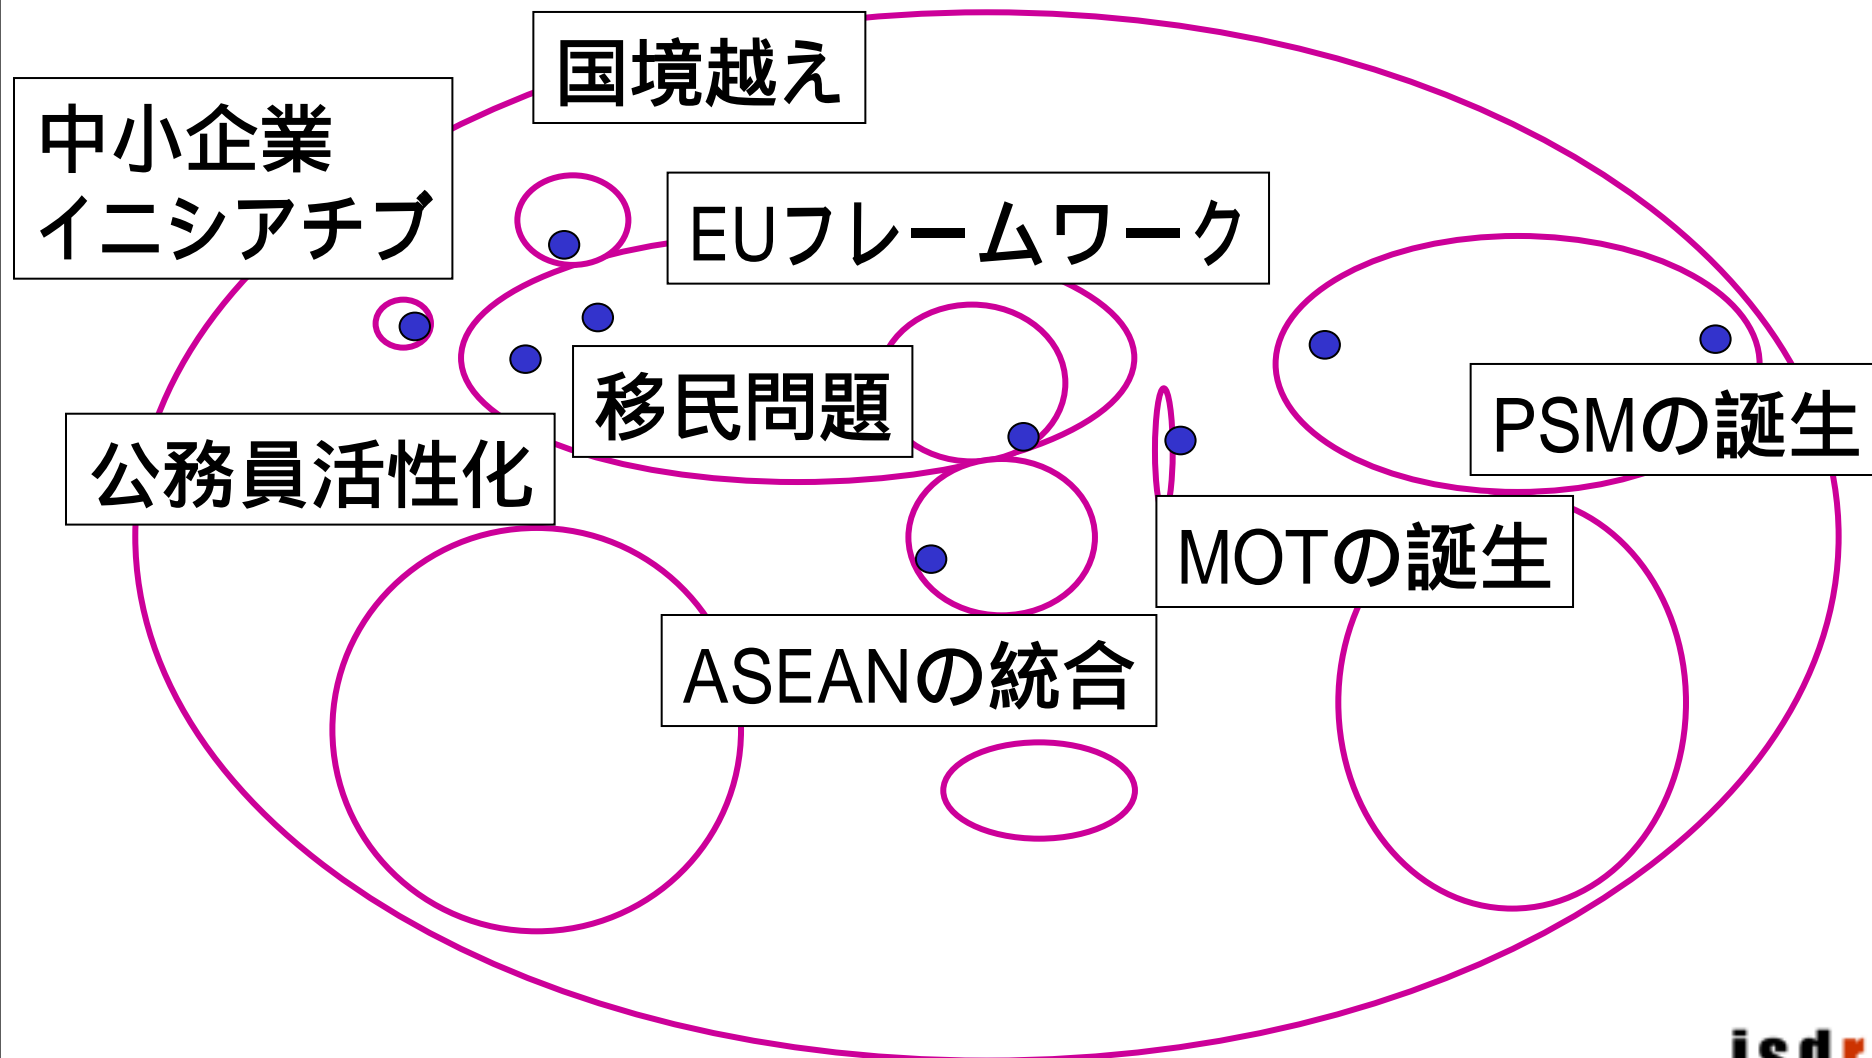 国境越え
中小企業
イニシアチブ
EUフレームワーク
移民問題
PSMの誕生
公務員活性化
MOTの誕生
ASEANの統合
isdr